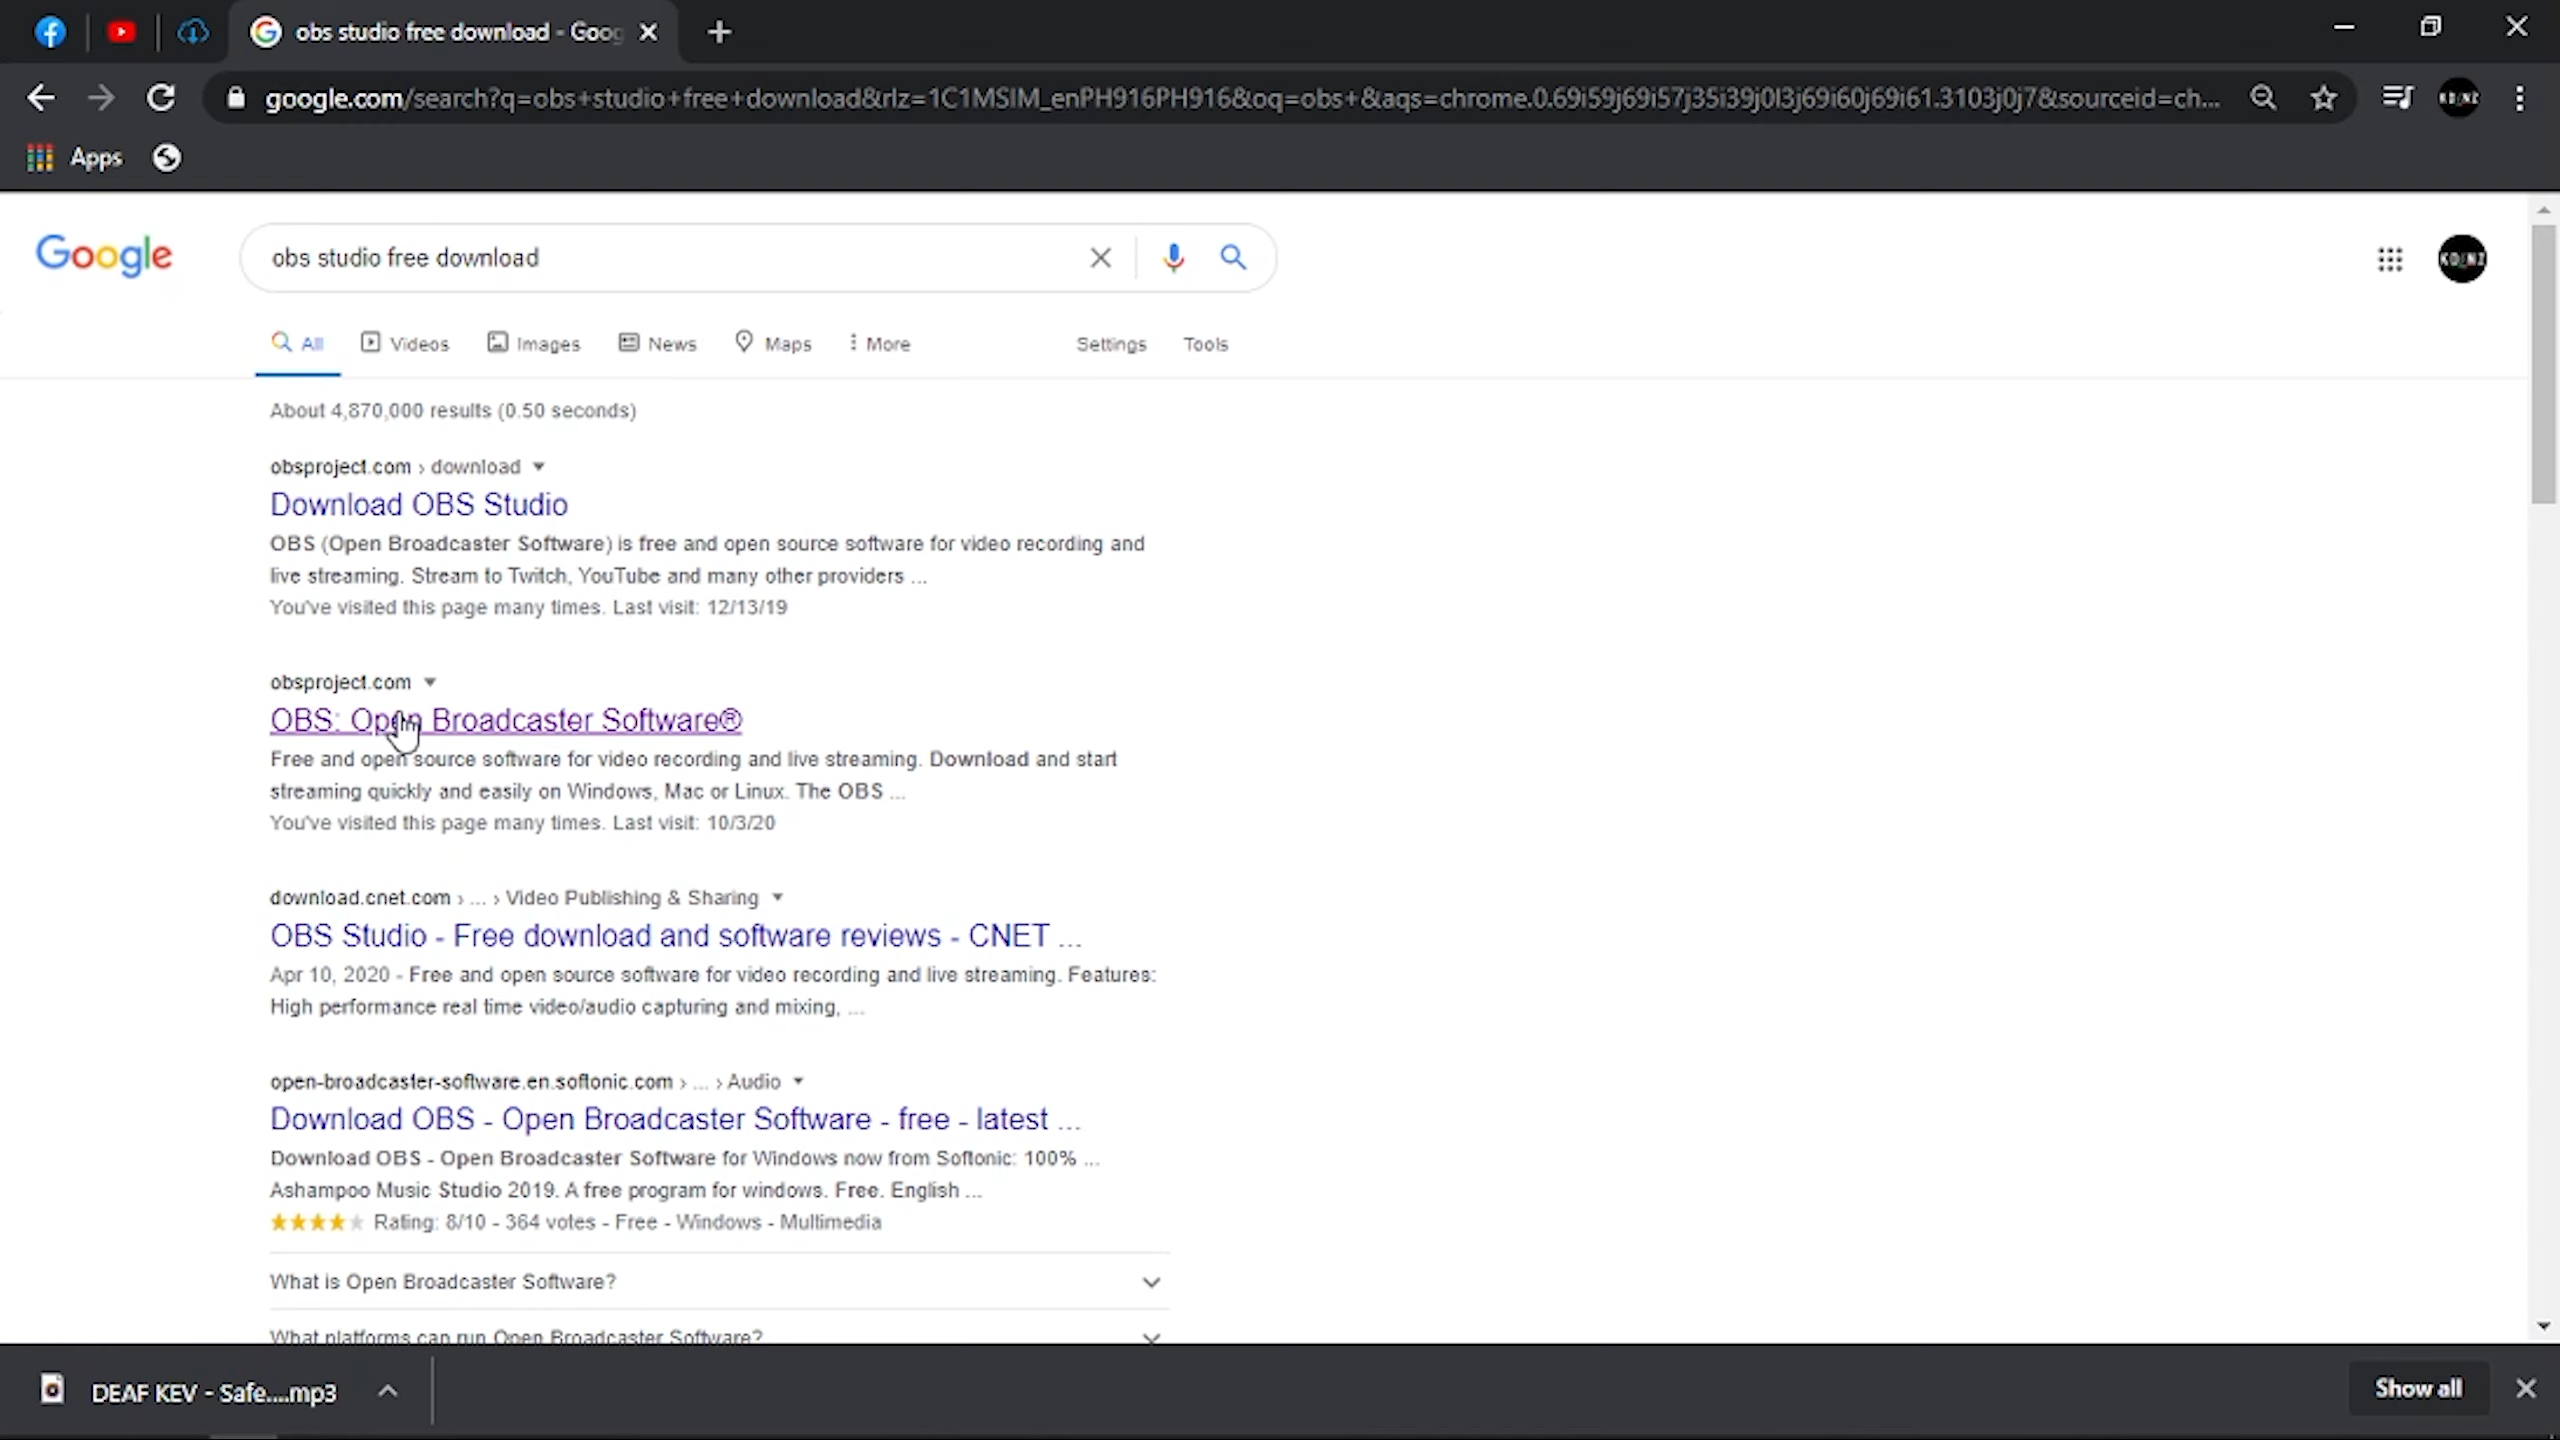 obs studio free download - Goog
google.com/search?q=obs+studio+free+download&rlz=1C1MSIM_enPH916PH916&oq=obs+&aqs=chrome.0.69i59j69i57j35i39j0l3j69i60j69i61.3103j0j7&sourceid=ch...
Apps
Google
obs studio free download
KD NZ
All Videos Images News Maps More Settings Tools
About 4,870,000 results (0.50 seconds)
obsproject.com › download
Download OBS Studio
OBS (Open Broadcaster Software) is free and open source software for video recording and
live streaming. Stream to Twitch, YouTube and many other providers ...
You've visited this page many times. Last visit: 12/13/19
obsproject.com
OBS: Open Broadcaster Software®
Free and open source software for video recording and live streaming. Download and start
streaming quickly and easily on Windows, Mac or Linux. The OBS ...
You've visited this page many times. Last visit: 10/3/20
download.cnet.com › ... › Video Publishing & Sharing
OBS Studio - Free download and software reviews - CNET ...
Apr 10, 2020 - Free and open source software for video recording and live streaming. Features:
High performance real time video/audio capturing and mixing, ...
open-broadcaster-software.en.softonic.com › ... › Audio
Download OBS - Open Broadcaster Software - free - latest ...
Download OBS - Open Broadcaster Software for Windows now from Softonic: 100% ...
Ashampoo Music Studio 2019. A free program for windows. Free. English ...
Rating: 8/10 - 364 votes - Free - Windows - Multimedia
What is Open Broadcaster Software?
What platforms can run Open Broadcaster Software?
DEAF KEV - Safe....mp3
Show all